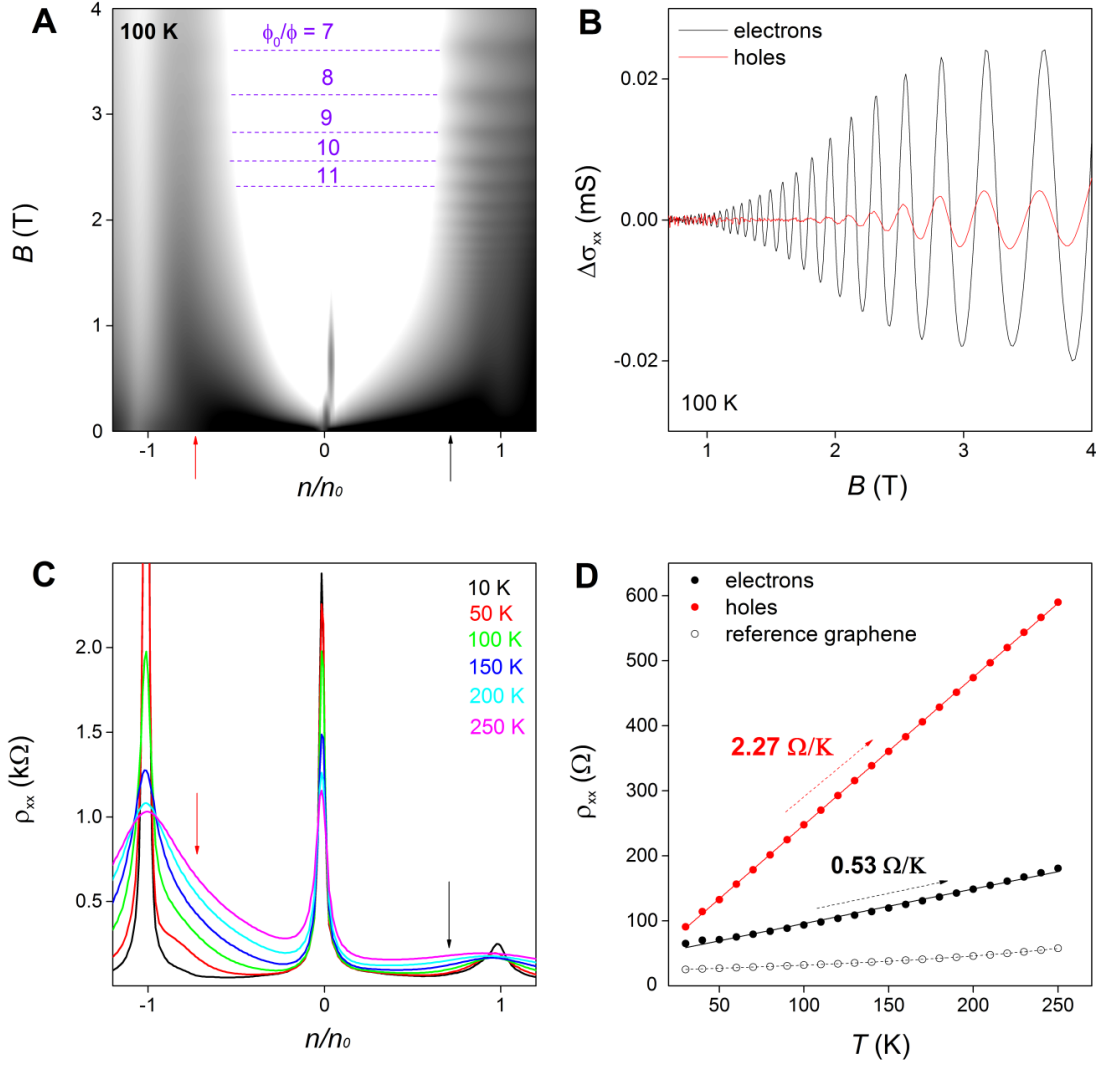 A
100 K
ϕ₀/ϕ = 7
8
9
10
11
4
3
2
1
0
B (T)
-1
0
1
n/n₀
B
electrons
holes
0.02
0.00
-0.02
Δσxx (mS)
100 K
1
2
3
4
B (T)
C
10 K
50 K
100 K
150 K
200 K
250 K
2.0
1.5
1.0
0.5
ρxx (kΩ)
-1
0
1
n/n₀
D
electrons
holes
reference graphene
600
500
400
300
200
100
0
ρxx (Ω)
2.27 Ω/K
0.53 Ω/K
50
100
150
200
250
T (K)